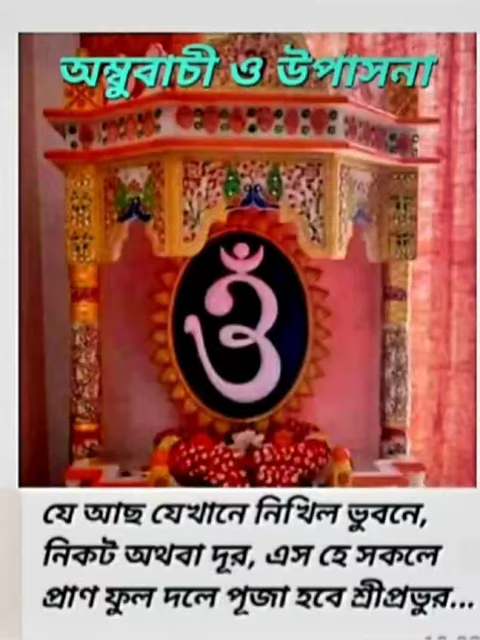 অম্বুবাচী ও উপাসনা
ওঁ
যে আছ যেখানে নিখিল ভুবনে,
নিকট অথবা দূর, এস হে সকলে
প্রাণ ফুল দলে পূজা হবে শ্রীপ্রভুর...